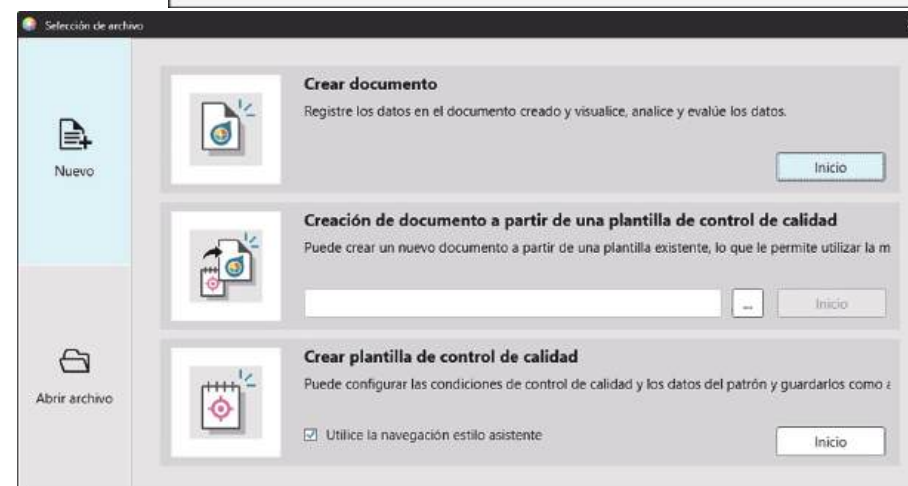 Selección de archivo
Nuevo
Abrir archivo
Crear documento
Registre los datos en el documento creado y visualice, analice y evalúe los datos.
Inicio
Creación de documento a partir de una plantilla de control de calidad
Puede crear un nuevo documento a partir de una plantilla existente, lo que le permite utilizar la m
...
Inicio
Crear plantilla de control de calidad
Puede configurar las condiciones de control de calidad y los datos del patrón y guardarlos como a
Utilice la navegación estilo asistente
Inicio